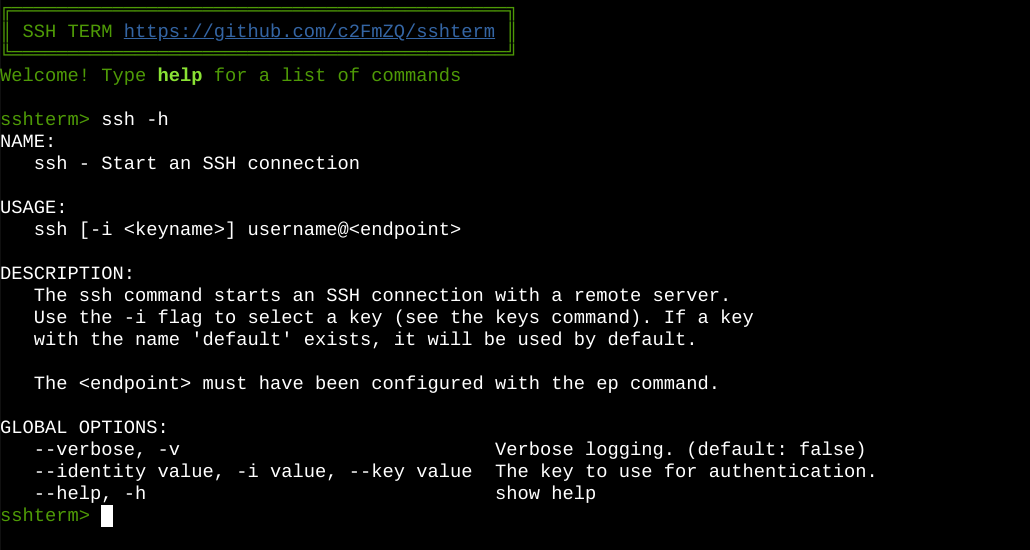 SSH TERM https://github.com/c2FmZQ/sshterm
Welcome! Type help for a list of commands
sshterm> ssh -h
NAME:
   ssh - Start an SSH connection
USAGE:
   ssh [-i <keyname>] username@<endpoint>
DESCRIPTION:
   The ssh command starts an SSH connection with a remote server.
   Use the -i flag to select a key (see the keys command). If a key
   with the name 'default' exists, it will be used by default.
   The <endpoint> must have been configured with the ep command.
GLOBAL OPTIONS:
   --verbose, -v                            Verbose logging. (default: false)
   --identity value, -i value, --key value  The key to use for authentication.
   --help, -h                               show help
sshterm>